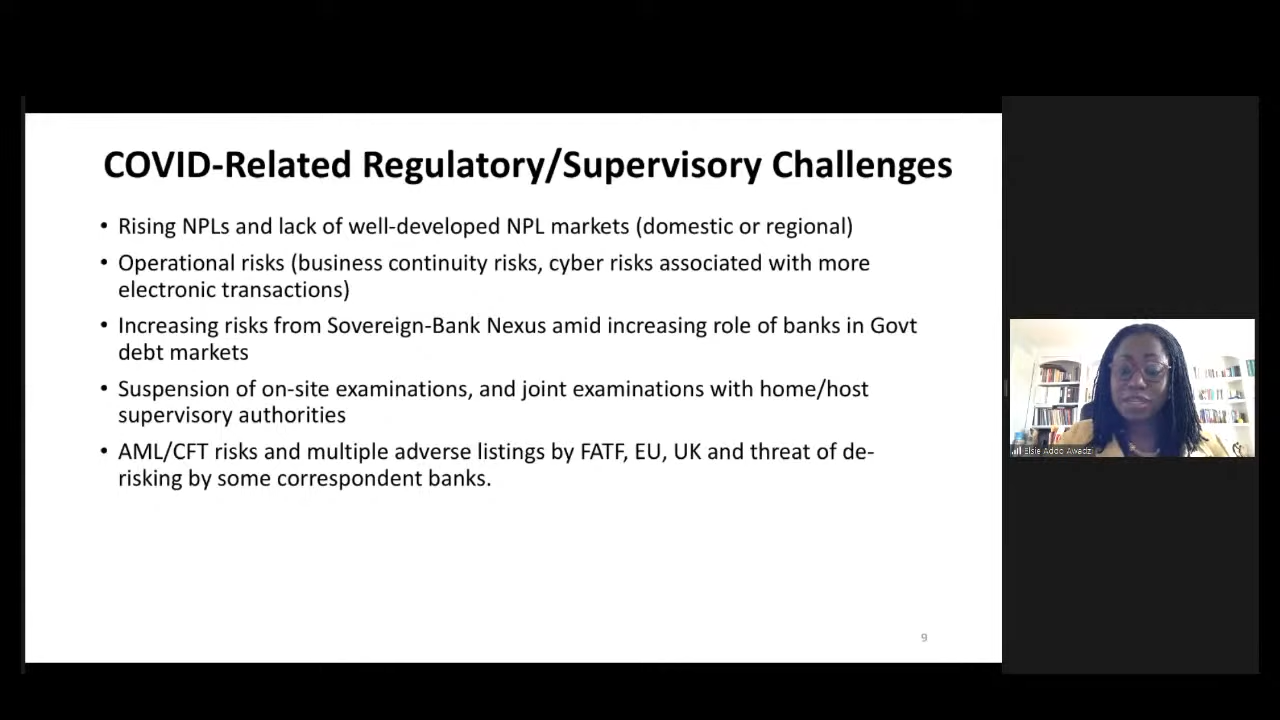 COVID-Related Regulatory/Supervisory Challenges
• Rising NPLs and lack of well-developed NPL markets (domestic or regional)
• Operational risks (business continuity risks, cyber risks associated with more
electronic transactions)
• Increasing risks from Sovereign-Bank Nexus amid increasing role of banks in Govt
debt markets
• Suspension of on-site examinations, and joint examinations with home/host
supervisory authorities
• AML/CFT risks and multiple adverse listings by FATF, EU, UK and threat of de-
risking by some correspondent banks.
9
Elsie Addo Awadzi